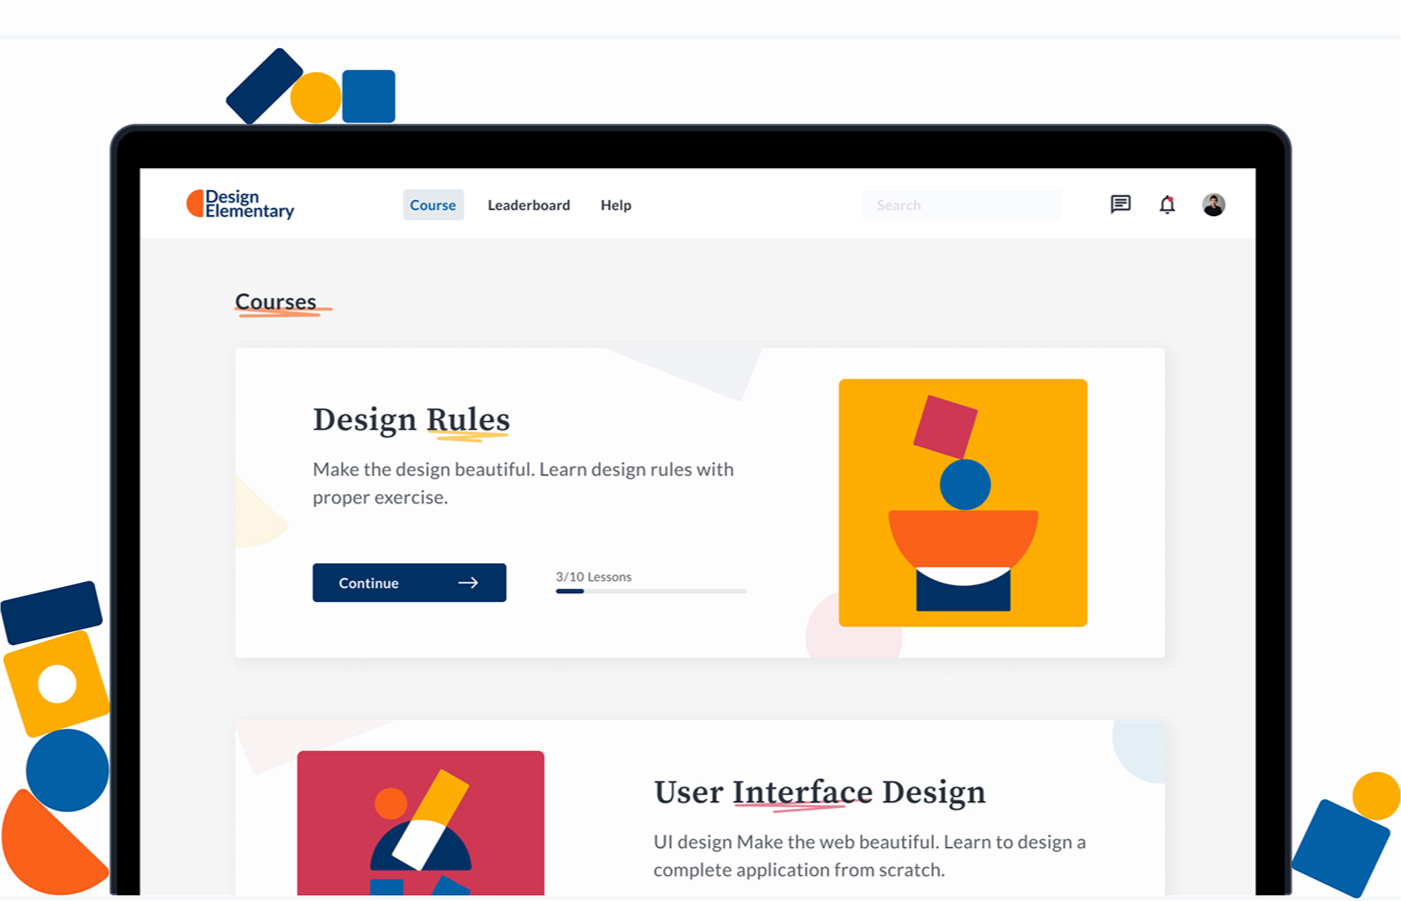 Design
Elementary
Course
Leaderboard
Help
Search
Courses
Design Rules
Make the design beautiful. Learn design rules with
proper exercise.
Continue
3/10 Lessons
User Interface Design
UI design Make the web beautiful. Learn to design a
complete application from scratch.